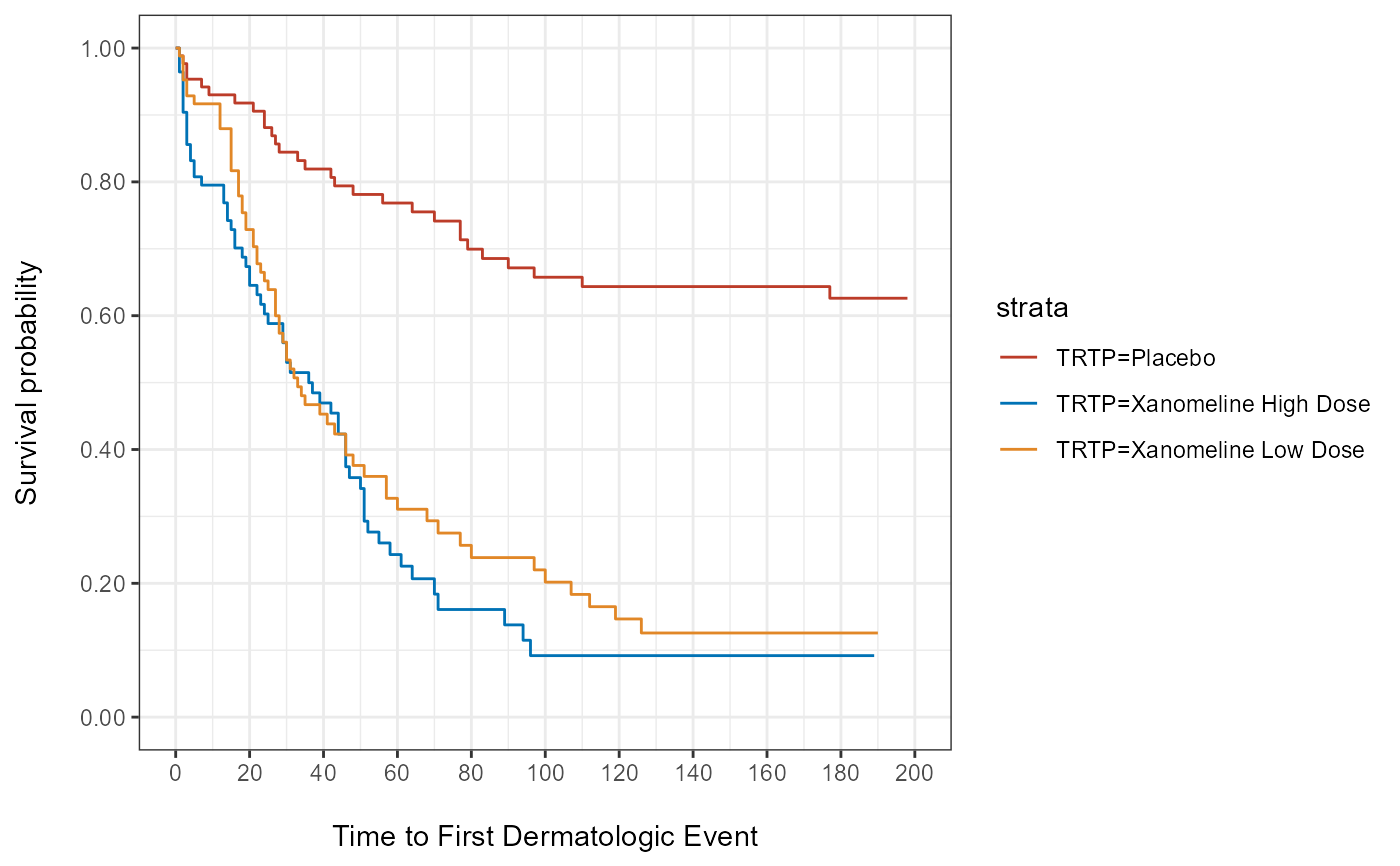 Survival probability
1.00
0.80
0.60
0.40
0.20
0.00
0 20 40 60 80 100 120 140 160 180 200
Time to First Dermatologic Event
strata
TRTP=Placebo
TRTP=Xanomeline High Dose
TRTP=Xanomeline Low Dose